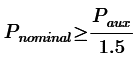 P_nominal ≥ P_aux / 1.5